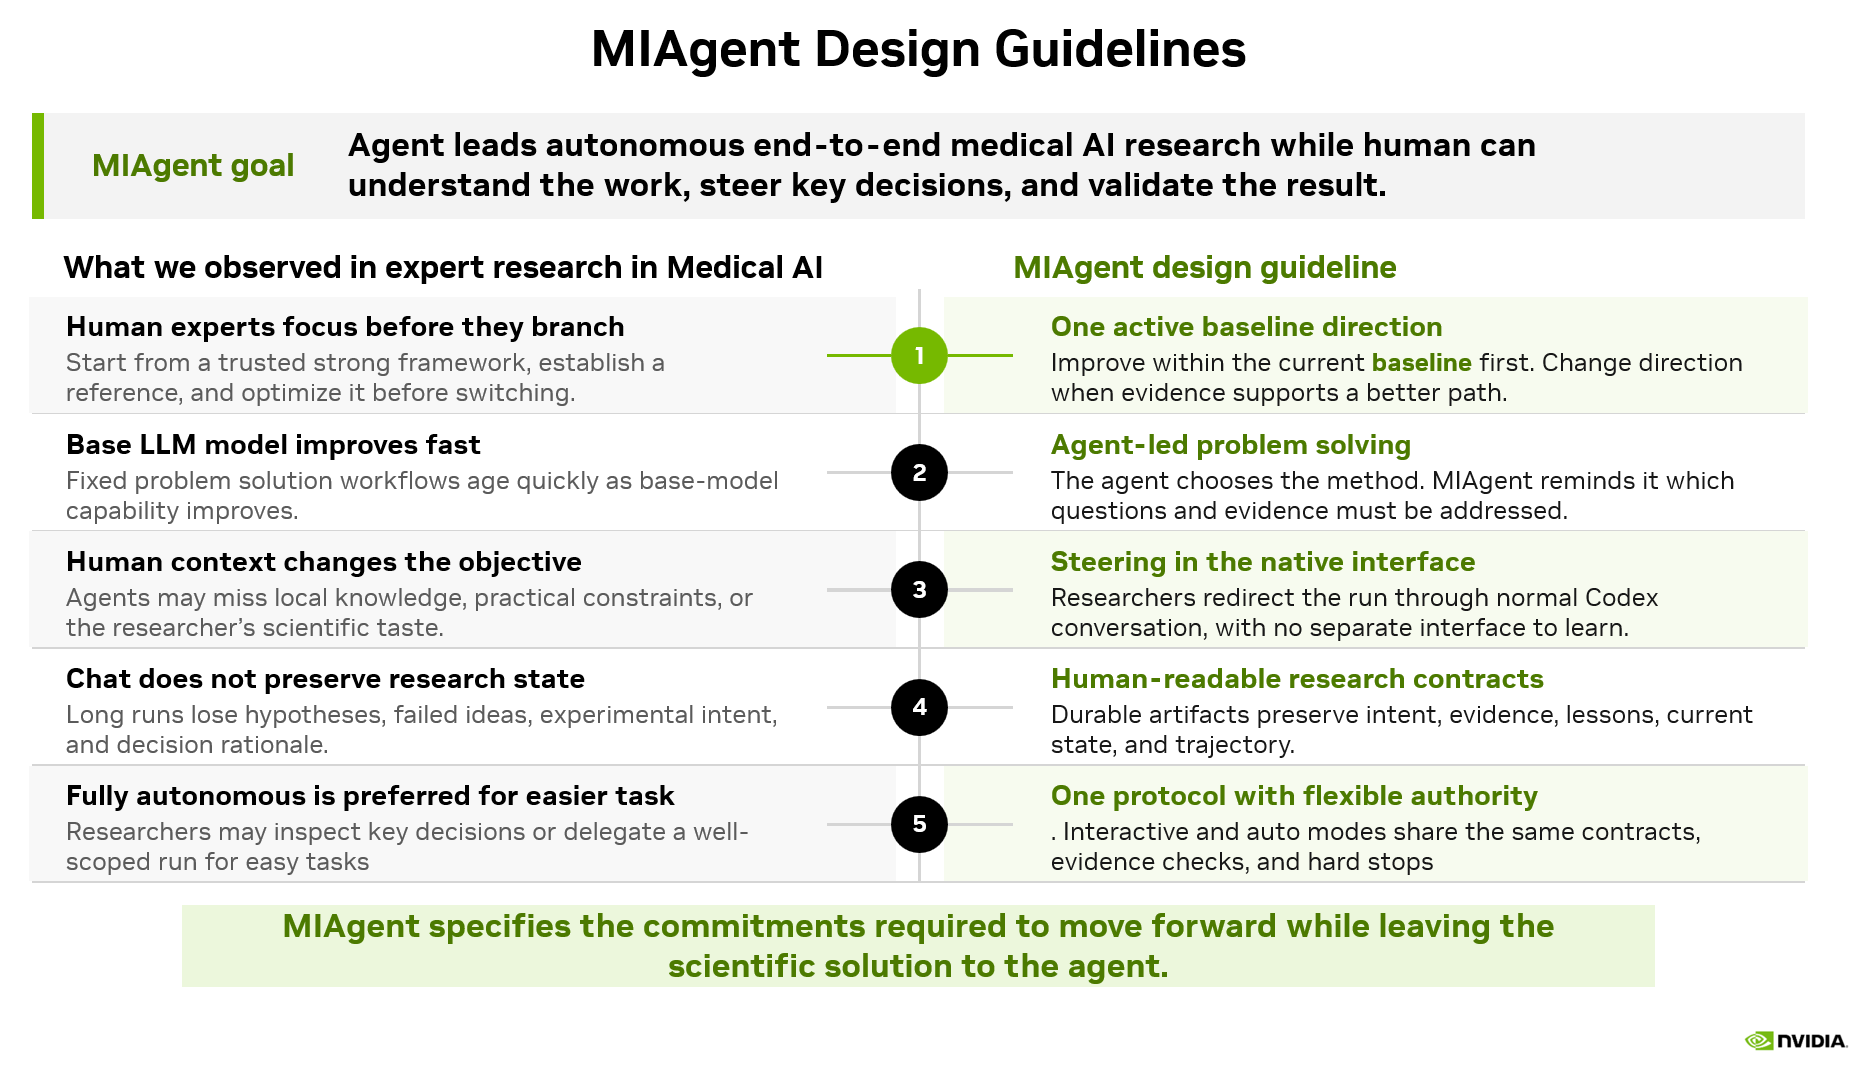 MIAgent Design Guidelines
MIAgent goal
Agent leads autonomous end-to-end medical AI research while human can
understand the work, steer key decisions, and validate the result.
What we observed in expert research in Medical AI
MIAgent design guideline
Human experts focus before they branch
Start from a trusted strong framework, establish a
reference, and optimize it before switching.
1
One active baseline direction
Improve within the current baseline first. Change direction
when evidence supports a better path.
Base LLM model improves fast
Fixed problem solution workflows age quickly as base-model
capability improves.
2
Agent-led problem solving
The agent chooses the method. MIAgent reminds it which
questions and evidence must be addressed.
Human context changes the objective
Agents may miss local knowledge, practical constraints, or
the researcher’s scientific taste.
3
Steering in the native interface
Researchers redirect the run through normal Codex
conversation, with no separate interface to learn.
Chat does not preserve research state
Long runs lose hypotheses, failed ideas, experimental intent,
and decision rationale.
4
Human-readable research contracts
Durable artifacts preserve intent, evidence, lessons, current
state, and trajectory.
Fully autonomous is preferred for easier task
Researchers may inspect key decisions or delegate a well-
scoped run for easy tasks
5
One protocol with flexible authority
. Interactive and auto modes share the same contracts,
evidence checks, and hard stops
MIAgent specifies the commitments required to move forward while leaving the
scientific solution to the agent.
NVIDIA